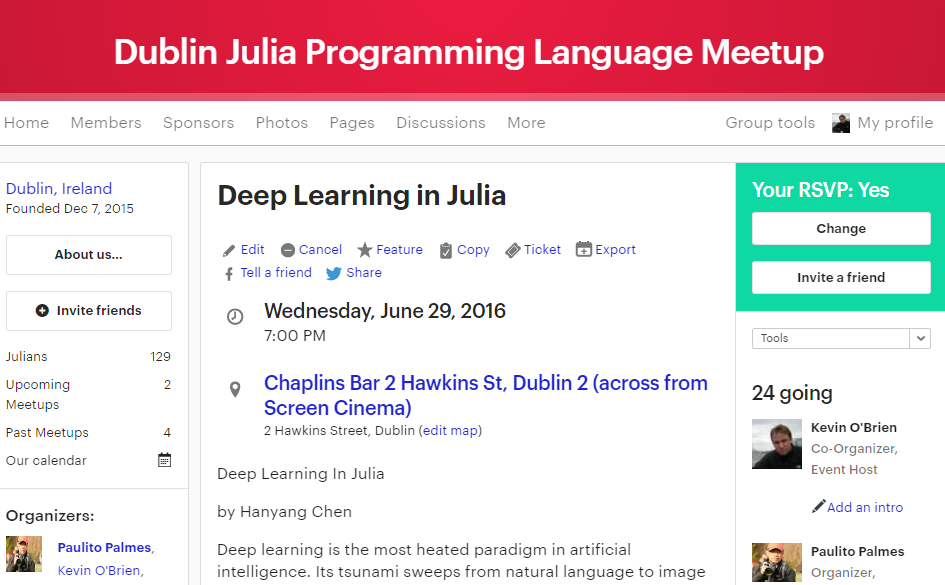 Dublin Julia Programming Language Meetup
Home Members Sponsors Photos Pages Discussions More Group tools My profile
Dublin, Ireland
Founded Dec 7, 2015
About us...
Invite friends
Julians 129
Upcoming Meetups 2
Past Meetups 4
Our calendar
Organizers:
Paulito Palmes,
Kevin O'Brien,
Deep Learning in Julia
Edit Cancel Feature Copy Ticket Export
Tell a friend Share
Wednesday, June 29, 2016
7:00 PM
Chaplins Bar 2 Hawkins St, Dublin 2 (across from
Screen Cinema)
2 Hawkins Street, Dublin (edit map)
Deep Learning In Julia
by Hanyang Chen
Deep learning is the most heated paradigm in artificial
intelligence. Its tsunami sweeps from natural language to image
Your RSVP: Yes
Change
Invite a friend
Tools
24 going
Kevin O'Brien
Co-Organizer,
Event Host
Add an intro
Paulito Palmes
Organizer,